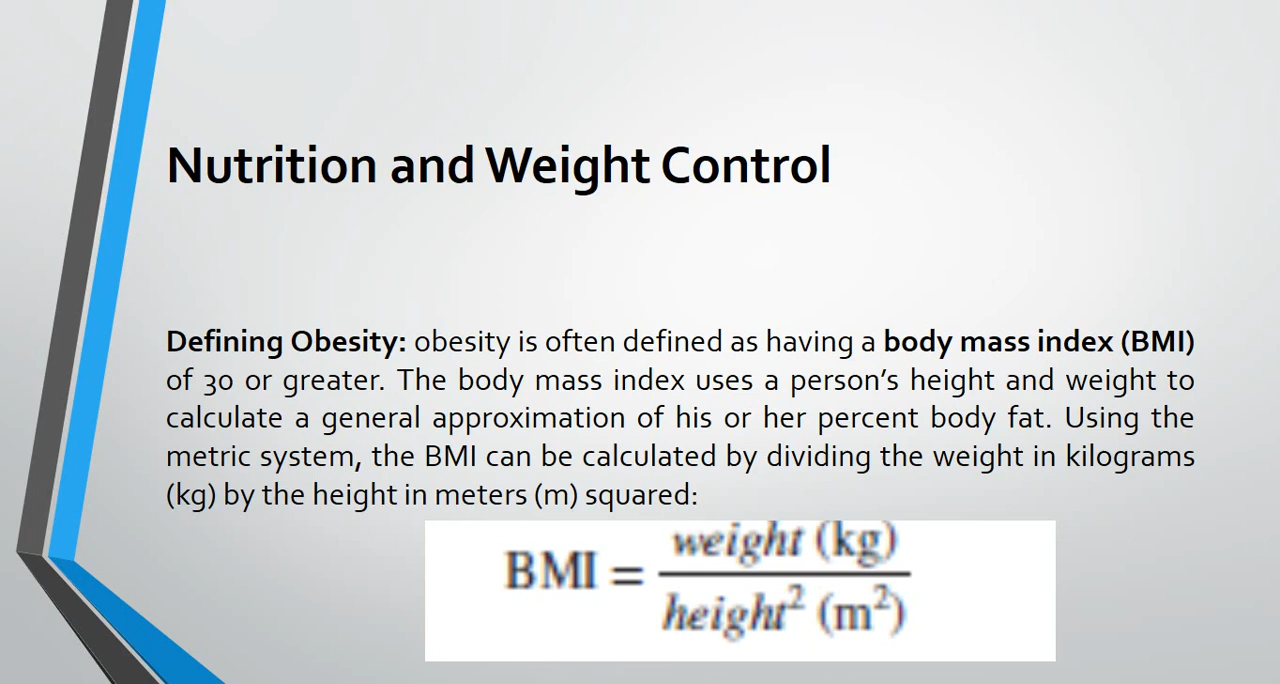 Nutrition and Weight Control
Defining Obesity: obesity is often defined as having a body mass index (BMI)
of 30 or greater. The body mass index uses a person’s height and weight to
calculate a general approximation of his or her percent body fat. Using the
metric system, the BMI can be calculated by dividing the weight in kilograms
(kg) by the height in meters (m) squared:
BMI = weight (kg)
height² (m²)